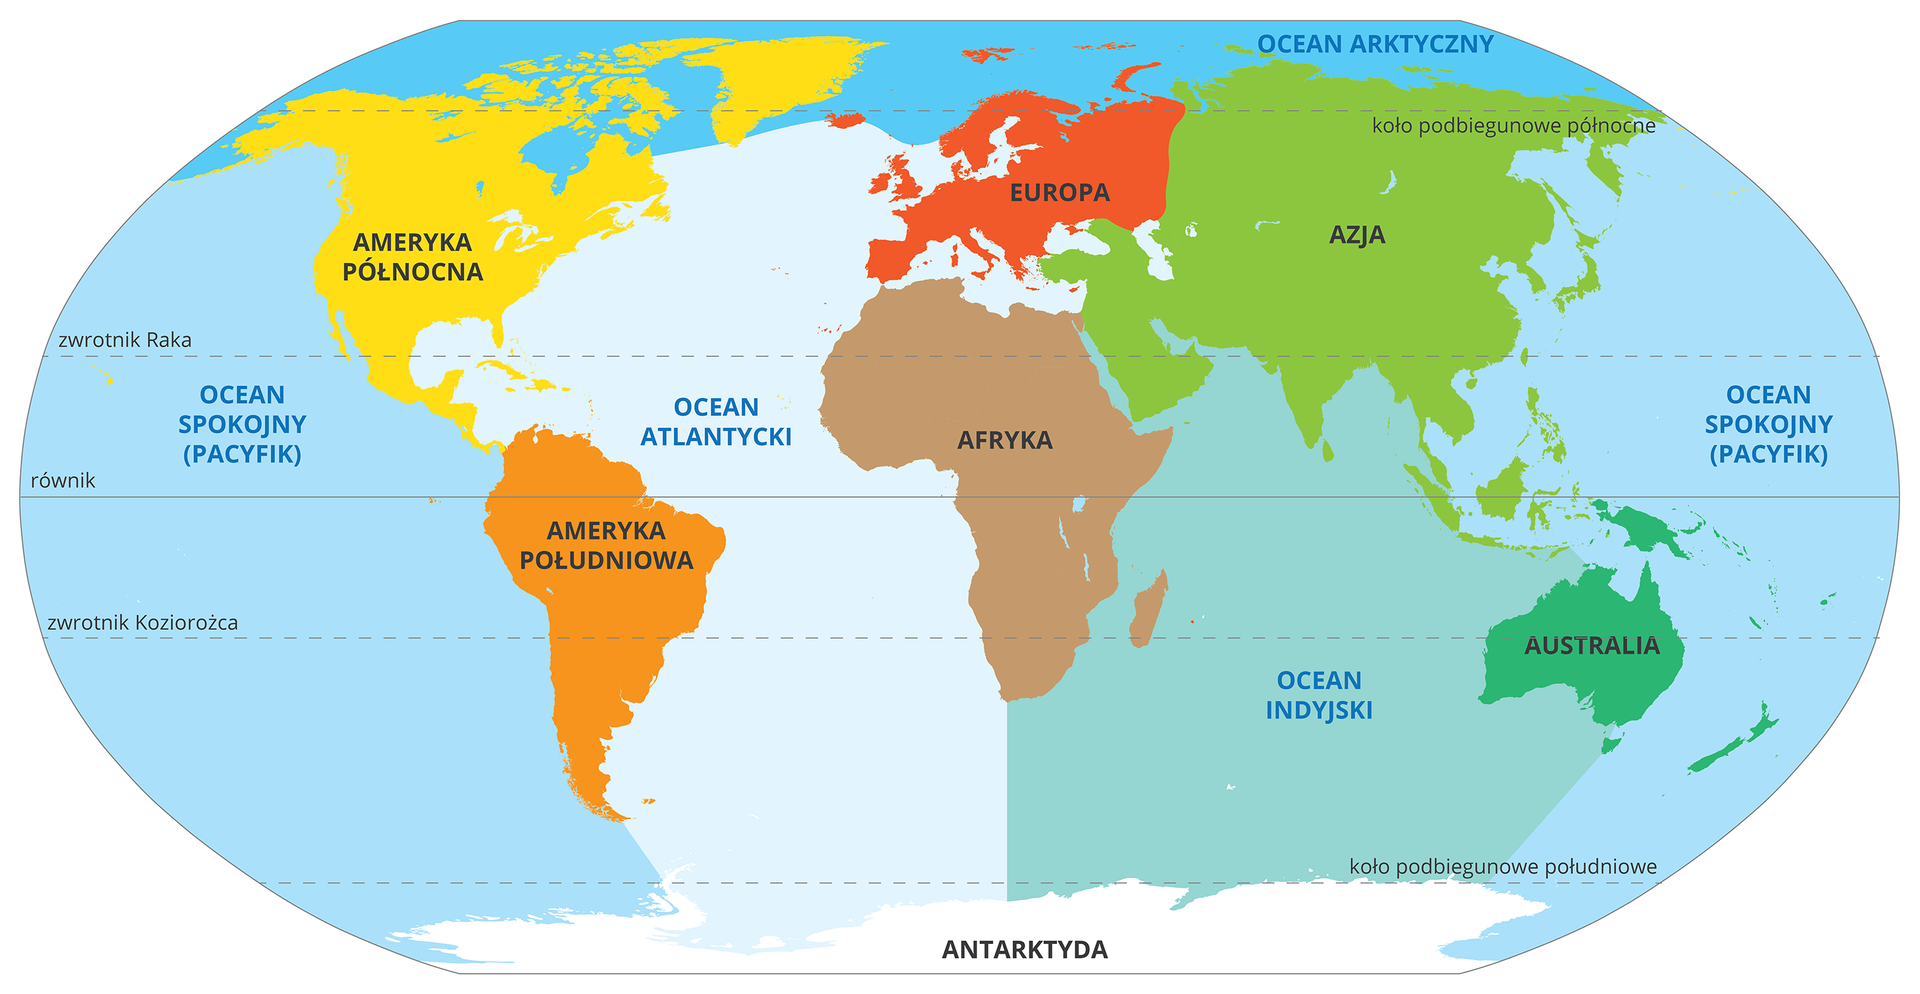 OCEAN ARKTYCZNY
koło podbiegunowe północne
EUROPA
AMERYKA
PÓŁNOCNA
AZJA
zwrotnik Raka
OCEAN
SPOKOJNY
(PACYFIK)
OCEAN
ATLANTYCKI
AFRYKA
OCEAN
SPOKOJNY
(PACYFIK)
równik
AMERYKA
POŁUDNIOWA
zwrotnik Koziorożca
AUSTRALIA
OCEAN
INDYJSKI
koło podbiegunowe południowe
ANTARKTYDA